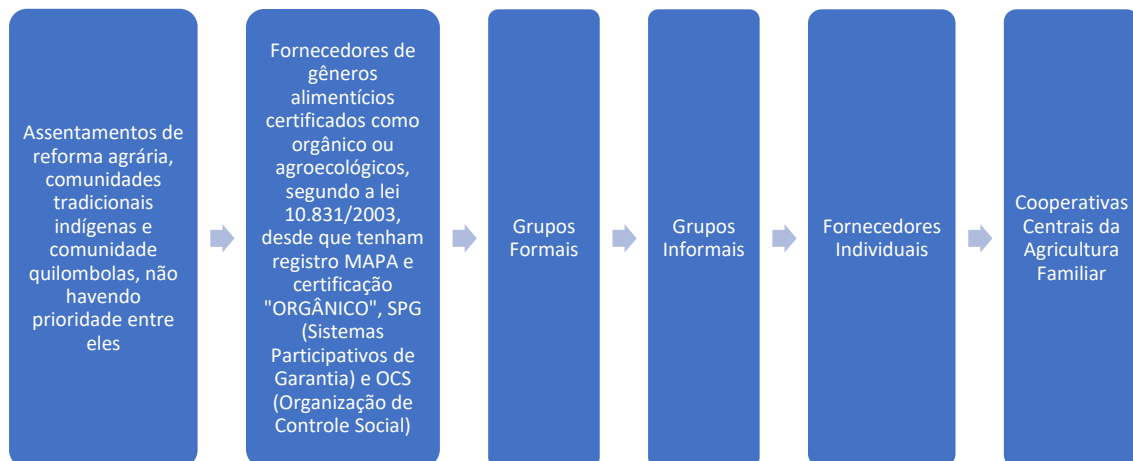 Assentamentos de
reforma agrária,
comunidades
tradicionais
indígenas e
comunidade
quilombolas, não
havendo
prioridade entre
eles
Fornecedores de
gêneros
alimentícios
certificados como
orgânico ou
agroecológicos,
segundo a lei
10.831/2003,
desde que tenham
registro MAPA e
certificação
"ORGÂNICO", SPG
(Sistemas
Participativos de
Garantia) e OCS
(Organização de
Controle Social)
Grupos
Formais
Grupos
Informais
Fornecedores
Individuais
Cooperativas
Centrais da
Agricultura
Familiar